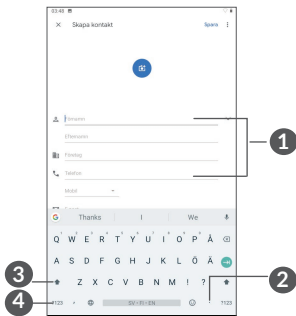 03:48
Skapa kontakt
Spara
Förnamn
Efternamn
Företag
Telefon
Mobil
1
G Thanks I We
Q W E R T Y U I O P Å
A S D F G H J K L Ö Ä
3
Z X C V B N M ! ?
2
4
?123 , SV • FI • EN . ?123